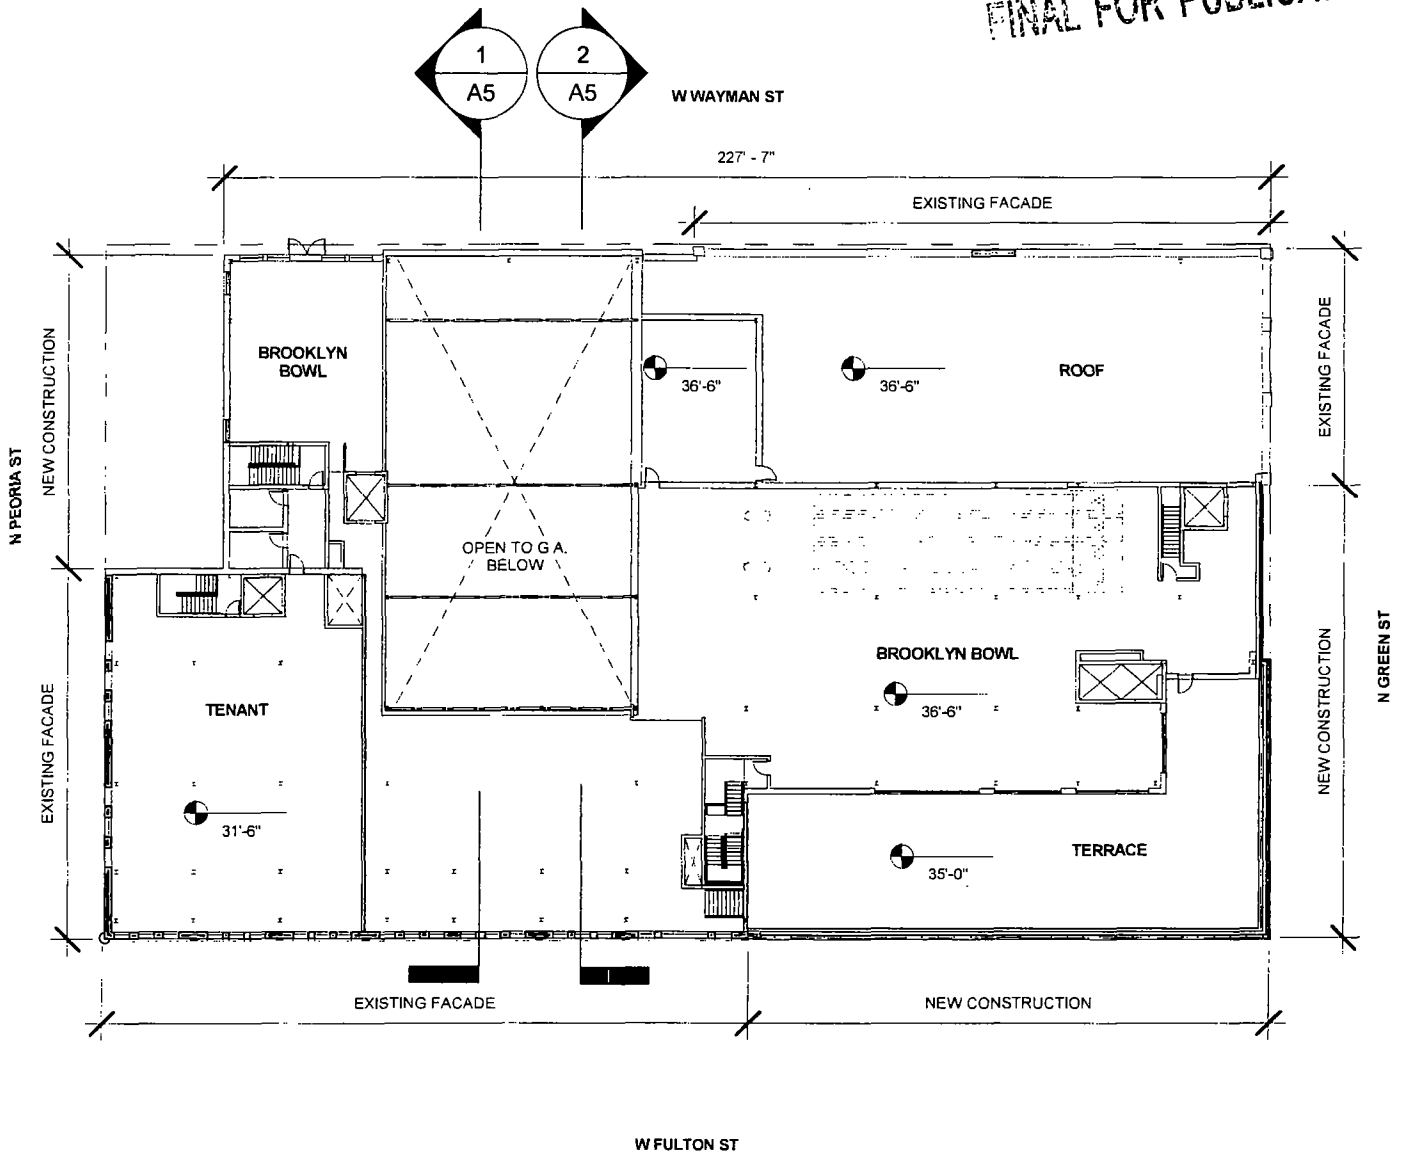 FINAL FOR
1
A5
2
A5
W WAYMAN ST
227' - 7"
EXISTING FACADE
BROOKLYN
BOWL
36'-6"
36'-6"
ROOF
NEW CONSTRUCTION
EXISTING FACADE
N PEORIA ST
OPEN TO G A.
BELOW
BROOKLYN BOWL
36'-6"
TENANT
31'-6"
EXISTING FACADE
NEW CONSTRUCTION
N GREEN ST
TERRACE
35'-0"
EXISTING FACADE
NEW CONSTRUCTION
W FULTON ST